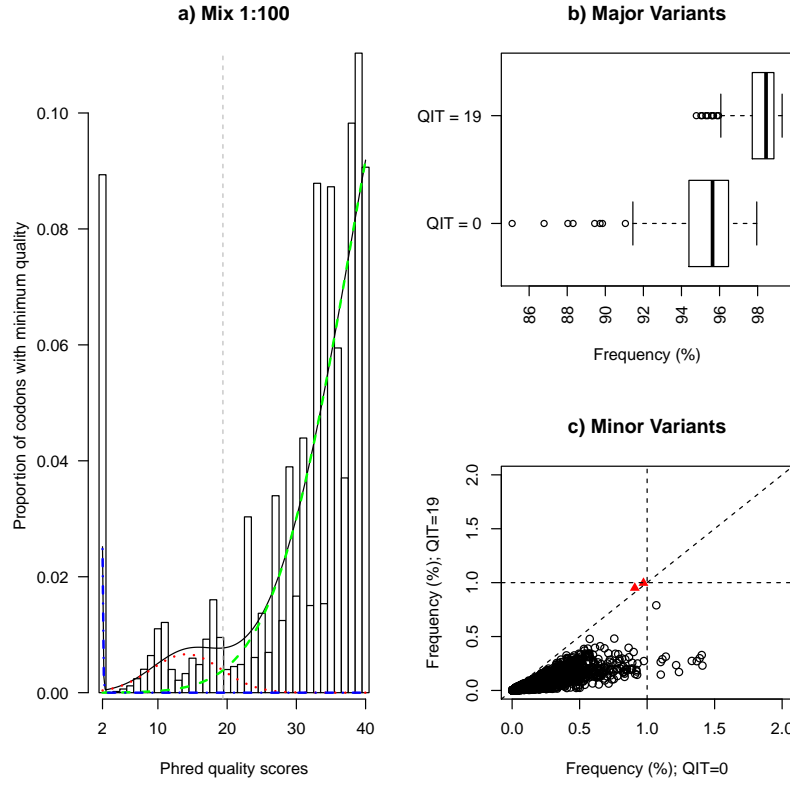 a) Mix 1:100
Proportion of codons with minimum quality
0.10
0.08
0.06
0.04
0.02
0.00
2 10 20 30 40
Phred quality scores
b) Major Variants
QIT = 19
QIT = 0
86 88 90 92 94 96 98
Frequency (%)
c) Minor Variants
Frequency (%); QIT=19
2.0
1.5
1.0
0.5
0.0
0.0 0.5 1.0 1.5 2.0
Frequency (%); QIT=0